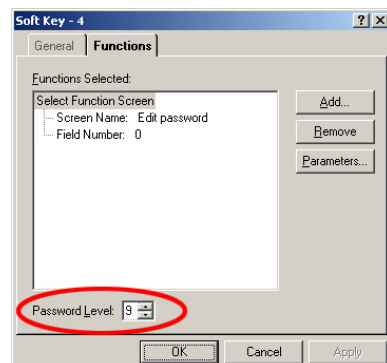 Soft Key - 4
General Functions
Functions Selected:
Select Function Screen
Screen Name: Edit password
Field Number: 0
Add...
Remove
Parameters...
Password Level: 9
OK Cancel Apply